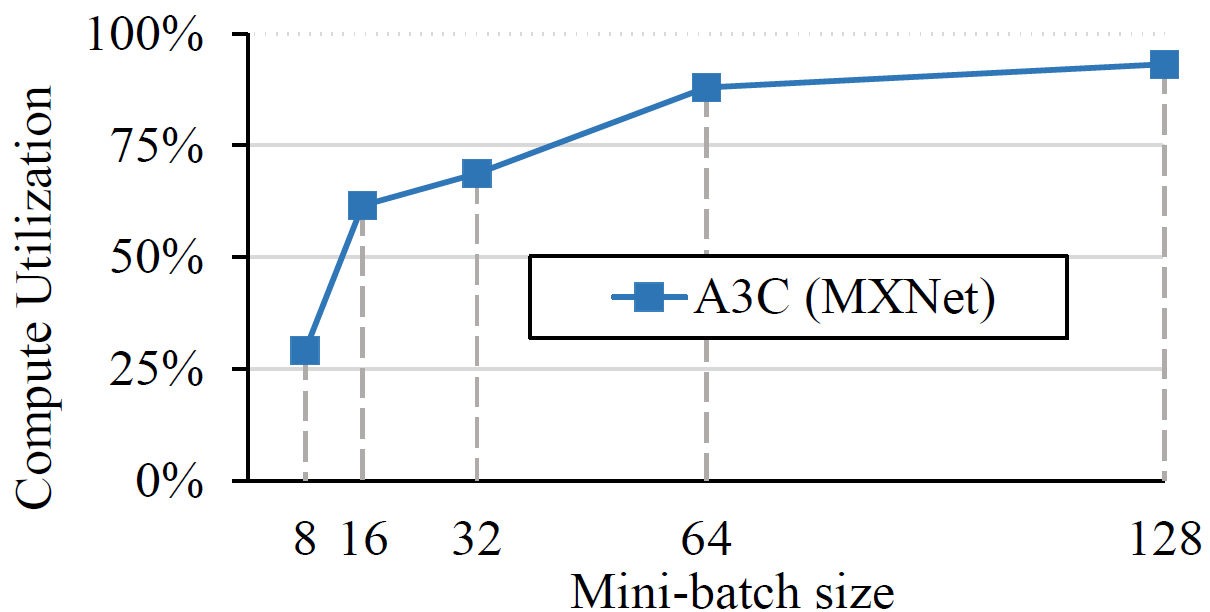 100%
75%
50%
25%
0%
Compute Utilization
A3C (MXNet)
8 16 32 64 128
Mini-batch size